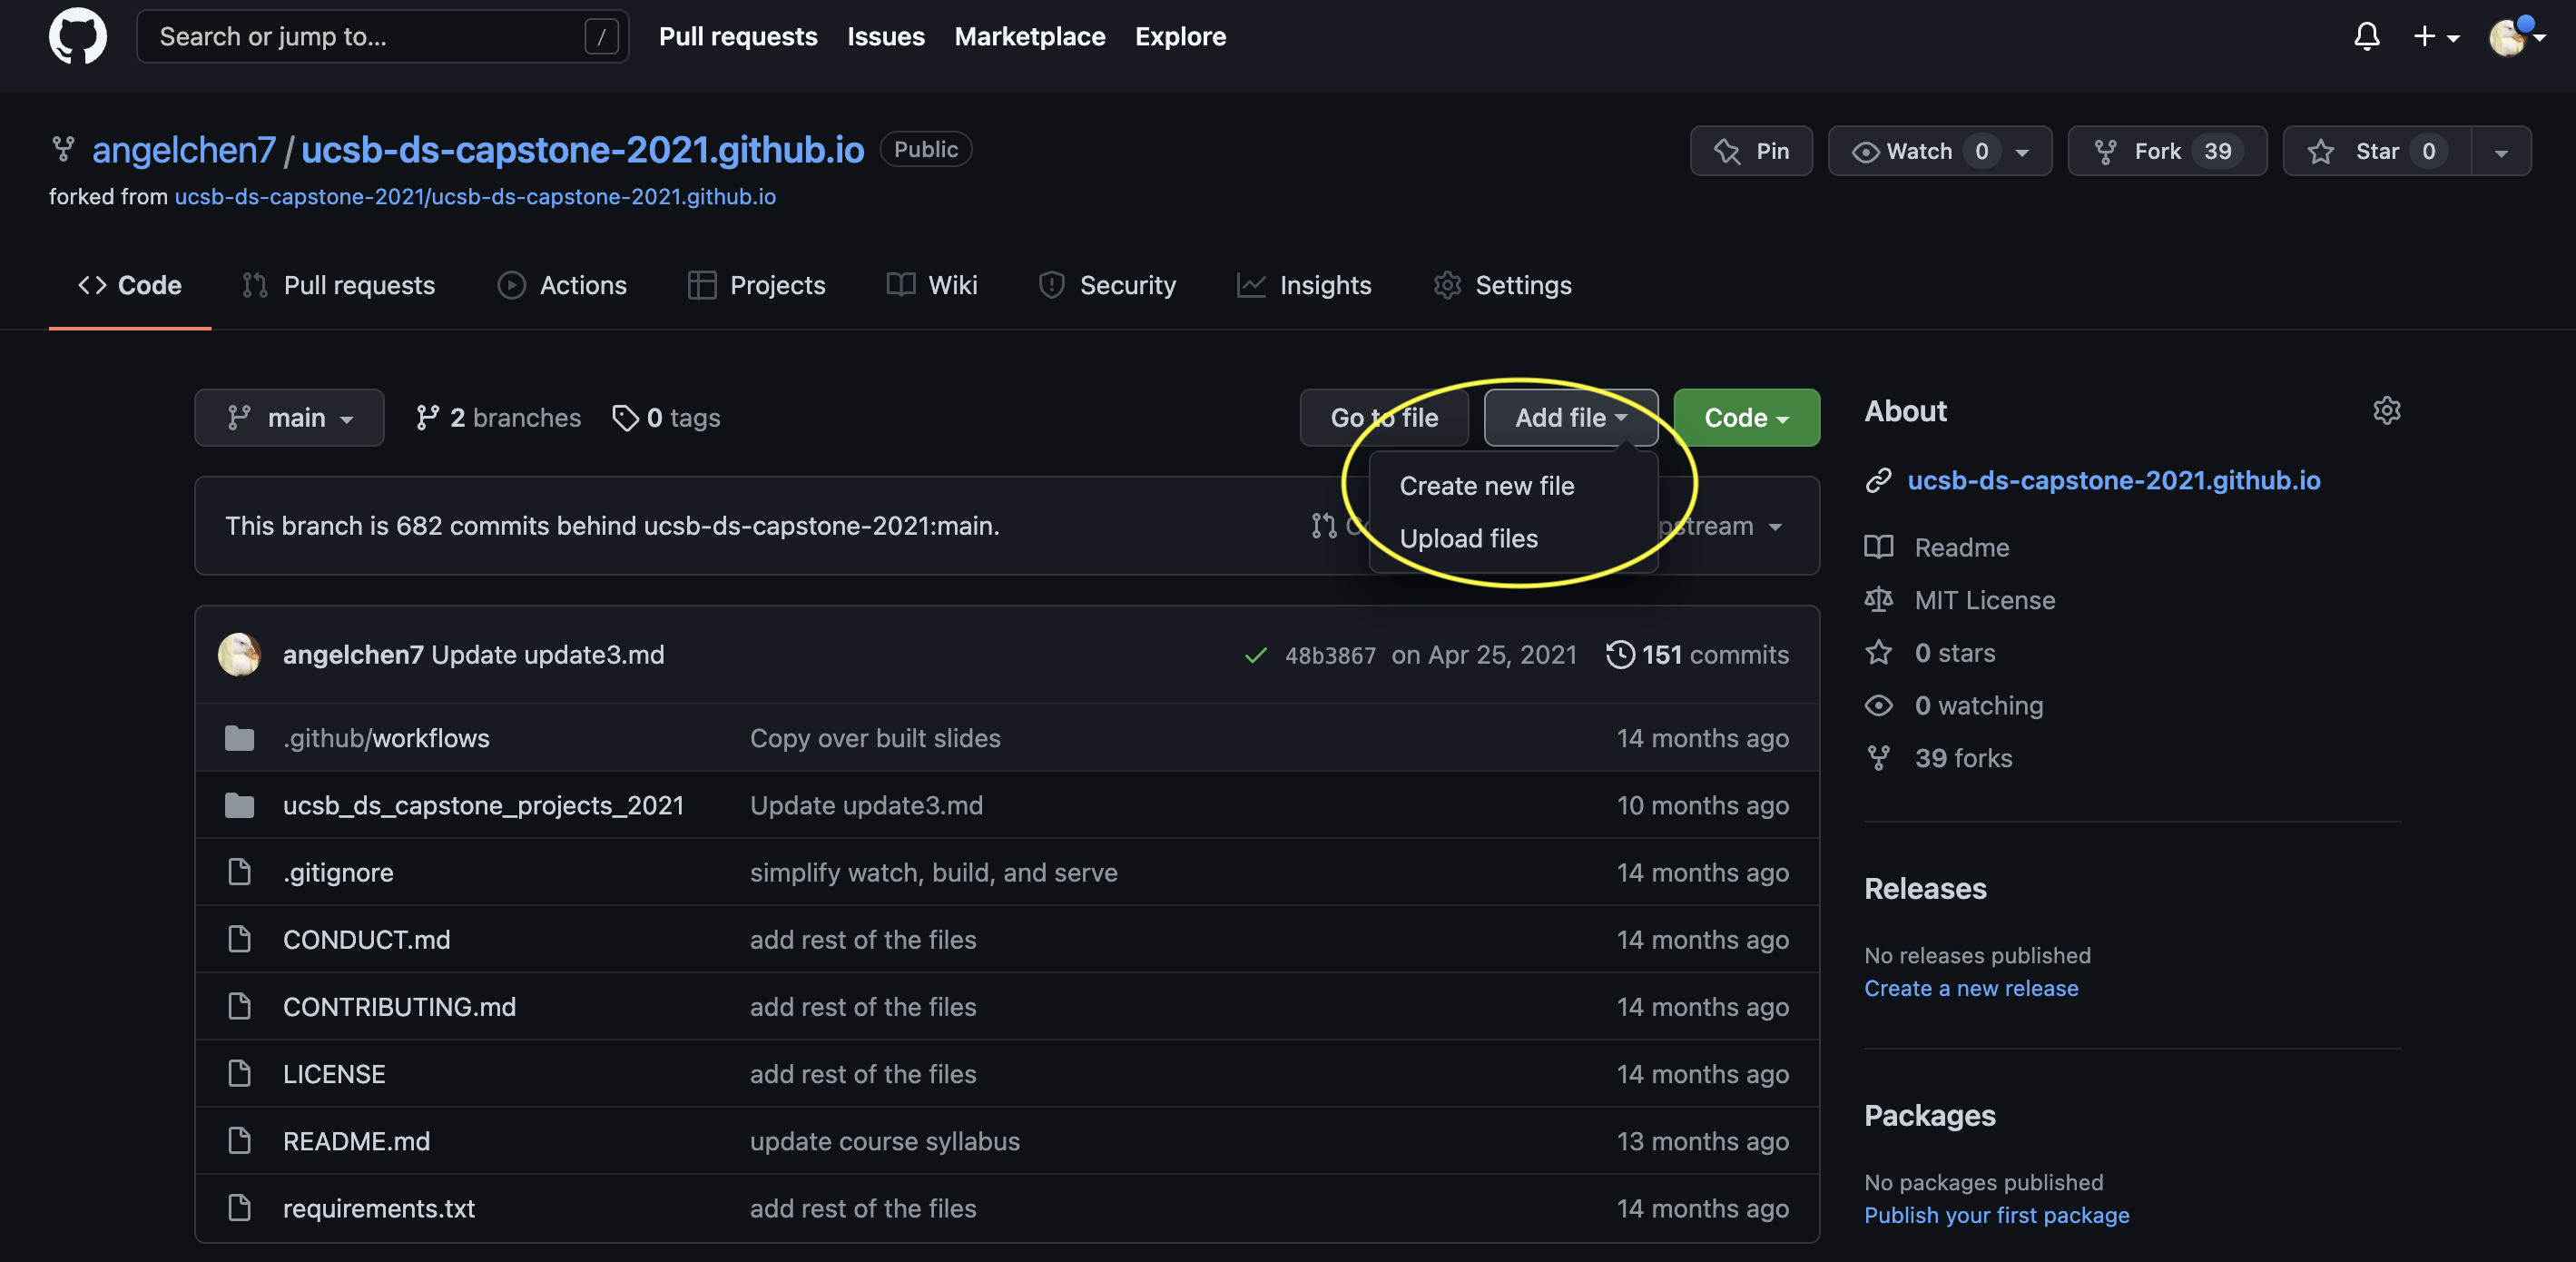 Search or jump to... / Pull requests Issues Marketplace Explore
angelchen7 / ucsb-ds-capstone-2021.github.io Public Pin Watch 0 Fork 39 Star 0
forked from ucsb-ds-capstone-2021/ucsb-ds-capstone-2021.github.io
Code Pull requests Actions Projects Wiki Security Insights Settings
main 2 branches 0 tags Go to file Add file Code
Create new file
Upload files
This branch is 682 commits behind ucsb-ds-capstone-2021:main.
angelchen7 Update update3.md 48b3867 on Apr 25, 2021 151 commits
.github/workflows Copy over built slides 14 months ago
ucsb_ds_capstone_projects_2021 Update update3.md 10 months ago
.gitignore simplify watch, build, and serve 14 months ago
CONDUCT.md add rest of the files 14 months ago
CONTRIBUTING.md add rest of the files 14 months ago
LICENSE add rest of the files 14 months ago
README.md update course syllabus 13 months ago
requirements.txt add rest of the files 14 months ago
About
ucsb-ds-capstone-2021.github.io
Readme
MIT License
0 stars
0 watching
39 forks
Releases
No releases published
Create a new release
Packages
No packages published
Publish your first package